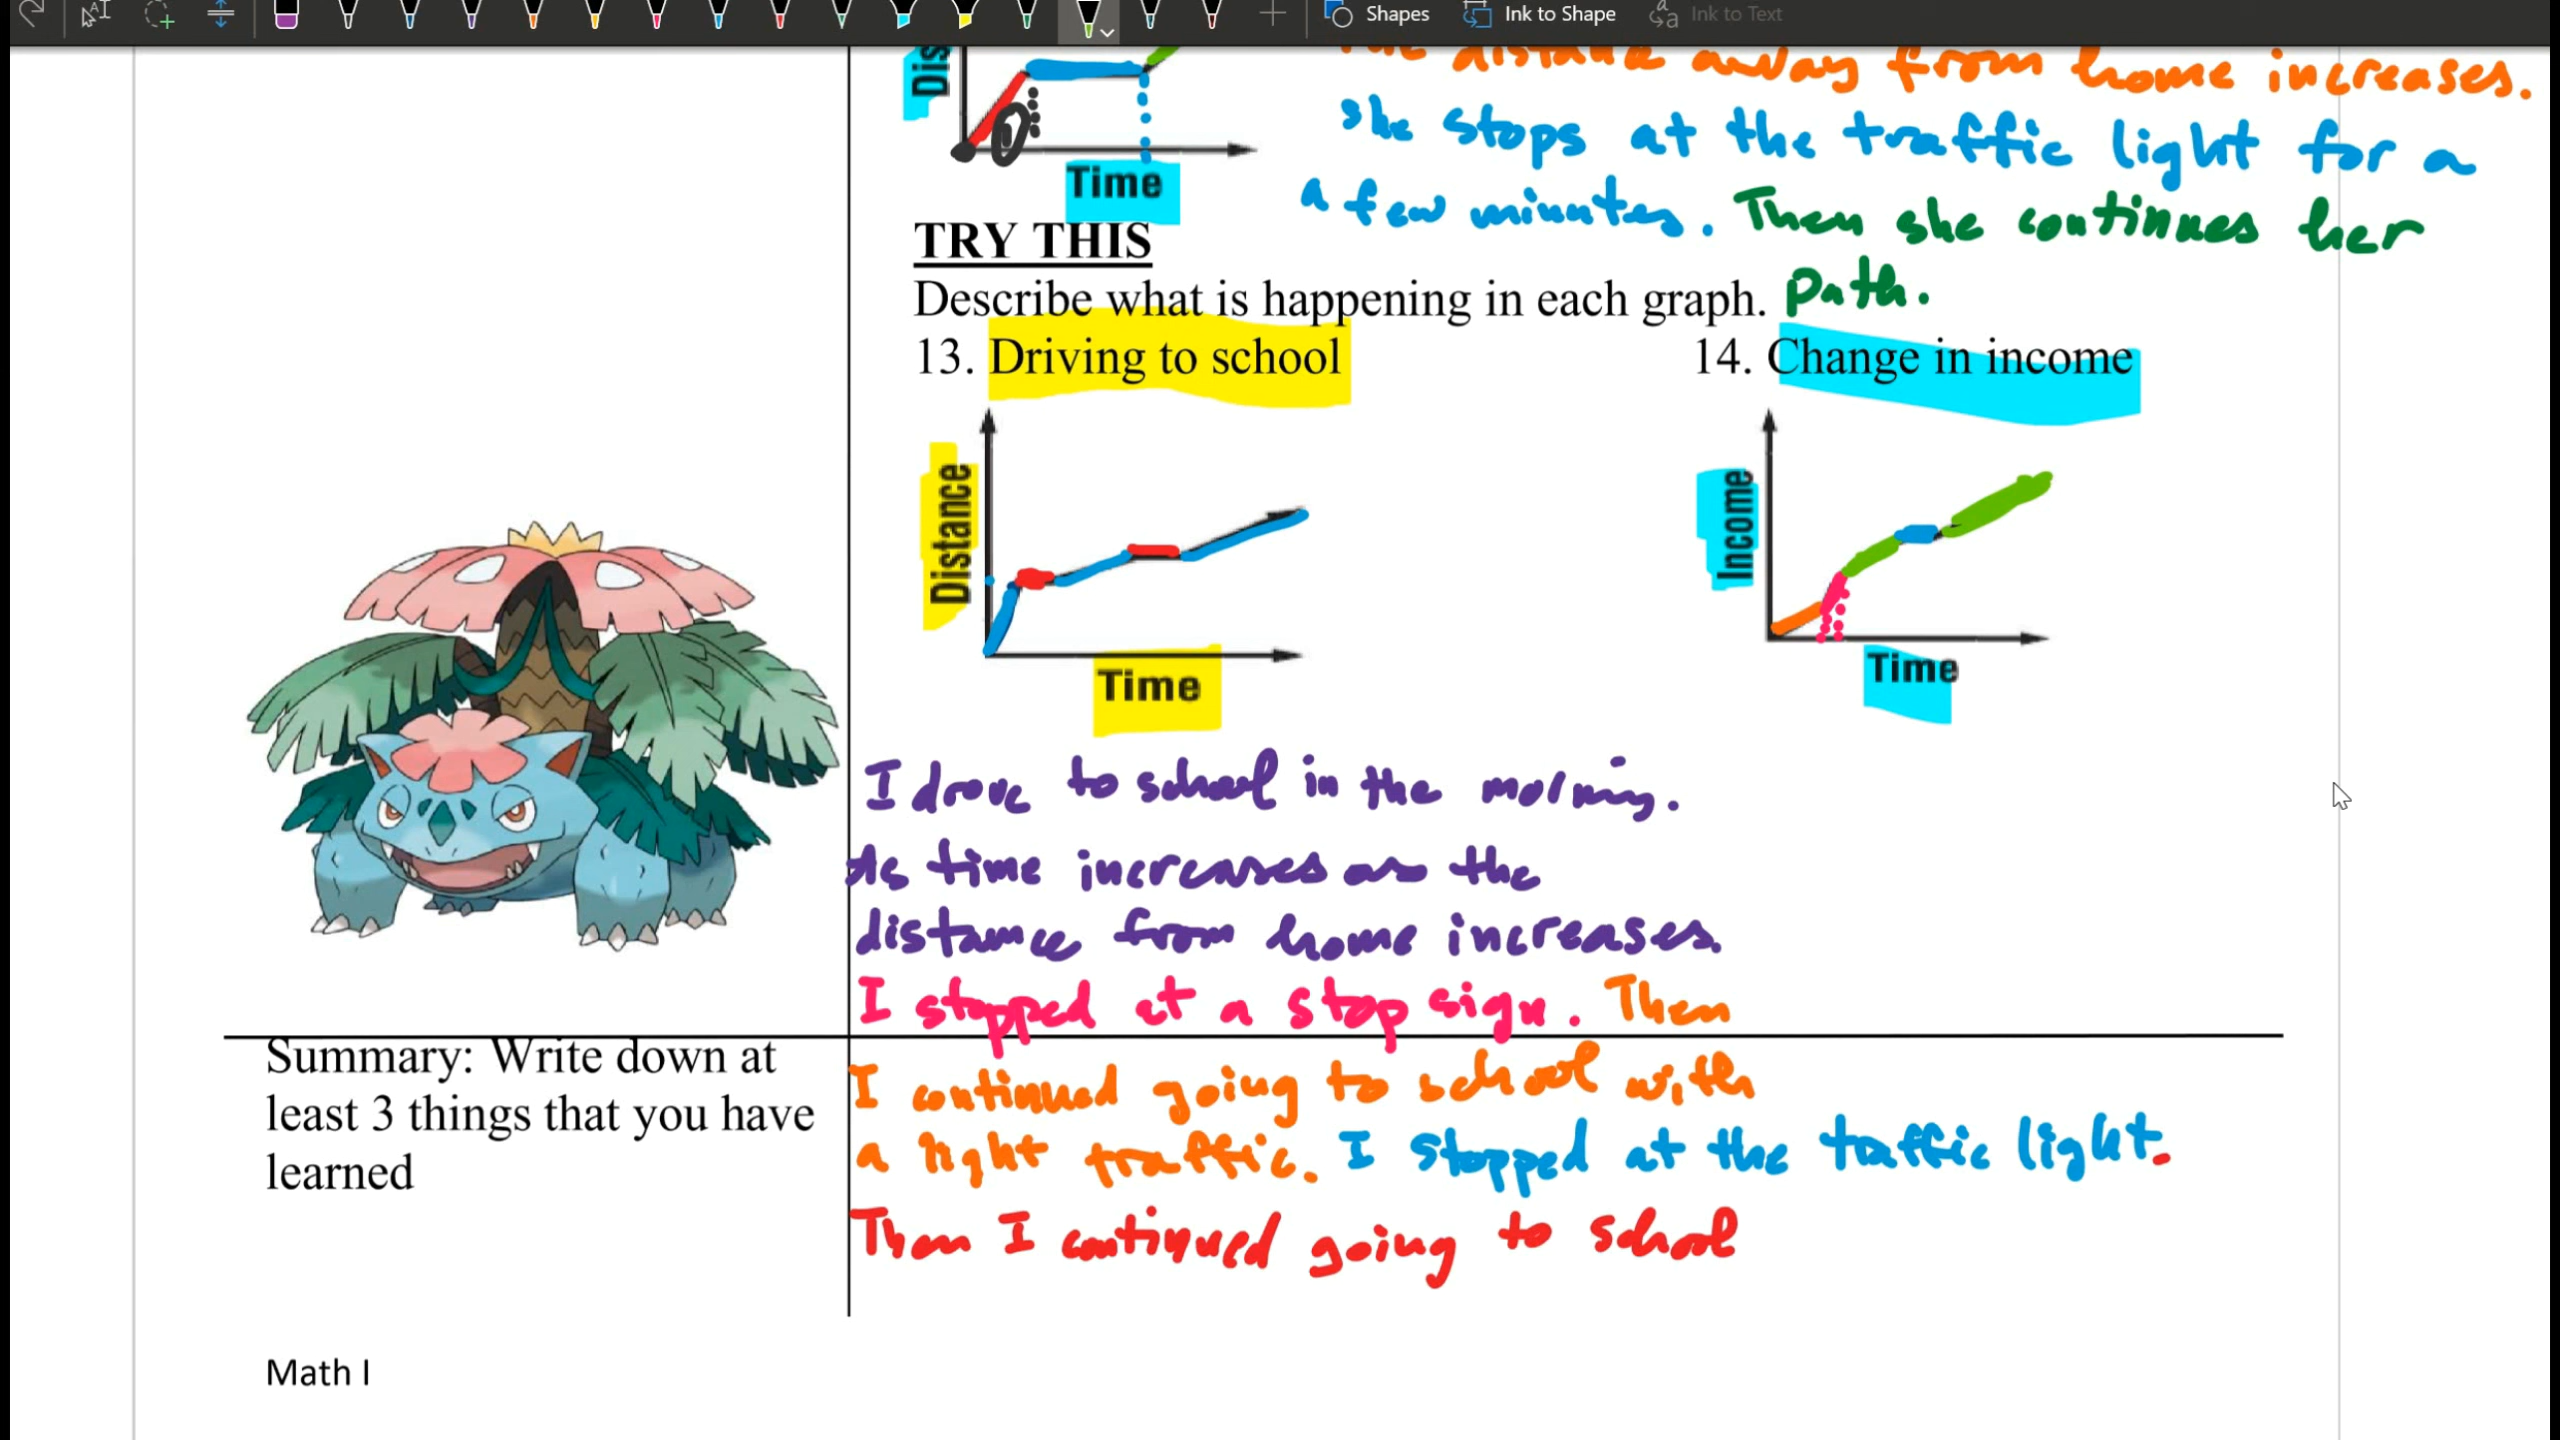 Shapes Ink to Shape Ink to Text
Dis
the distance away from home increases.
she stops at the traffic light for a
Time
a few minutes. Then she continues her
TRY THIS
Describe what is happening in each graph. path.
13. Driving to school
14. Change in income
Distance
Time
Income
Time
I drove to school in the morning.
As time increases as the
distance from home increases.
I stopped at a stop sign. Then
I continued going to school with
a light traffic. I stopped at the traffic light.
Then I continued going to school
Summary: Write down at
least 3 things that you have
learned
Math I